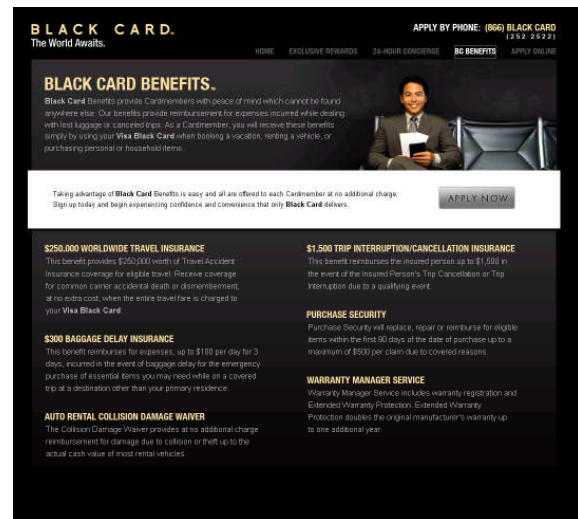 BLACK CARD™
The World Awaits.
APPLY BY PHONE: (866) BLACK CARD
(252 2522)
HOME EXCLUSIVE REWARDS 24-HOUR CONCIERGE BC BENEFITS APPLY ONLINE
BLACK CARD BENEFITS™
Black Card Benefits provide Cardmembers with peace of mind which cannot be found
anywhere else. Our benefits provide reimbursement for expenses incurred while dealing
with lost luggage or canceled trips. As a Cardmember, you will receive these benefits
simply by using your Visa Black Card when booking a vacation, renting a vehicle, or
purchasing personal or household items.
Taking advantage of Black Card Benefits is easy and all are offered to each Cardmember at no additional charge.
Sign up today and begin experiencing confidence and convenience that only Black Card delivers.
APPLY NOW
$250.000 WORLDWIDE TRAVEL INSURANCE
This benefit provides $250,000 worth of Travel Accident
Insurance coverage for eligible travel. Receive coverage
for common carrier accidental death or dismemberment,
at no extra cost, when the entire travel fare is charged to
your Visa Black Card.
$300 BAGGAGE DELAY INSURANCE
This benefit reimburses for expenses, up to $100 per day for 3
days, incurred in the event of baggage delay for the emergency
purchase of essential items you may need while on a covered
trip at a destination other than your primary residence.
AUTO RENTAL COLLISION DAMAGE WAIVER
The Collision Damage Waiver provides at no additional charge
reimbursement for damage due to collision or theft up to the
actual cash value of most rental vehicles.
$1,500 TRIP INTERRUPTION/CANCELLATION INSURANCE
This benefit reimburses the insured person up to $1,500 in
the event of the Insured Person's Trip Cancellation or Trip
Interruption due to a qualifying event.
PURCHASE SECURITY
Purchase Security will replace, repair or reimburse for eligible
items within the first 90 days of the date of purchase up to a
maximum of $500 per claim due to covered reasons.
WARRANTY MANAGER SERVICE
Warranty Manager Service includes warranty registration and
Extended Warranty Protection. Extended Warranty
Protection doubles the original manufacturer's warranty up
to one additional year.